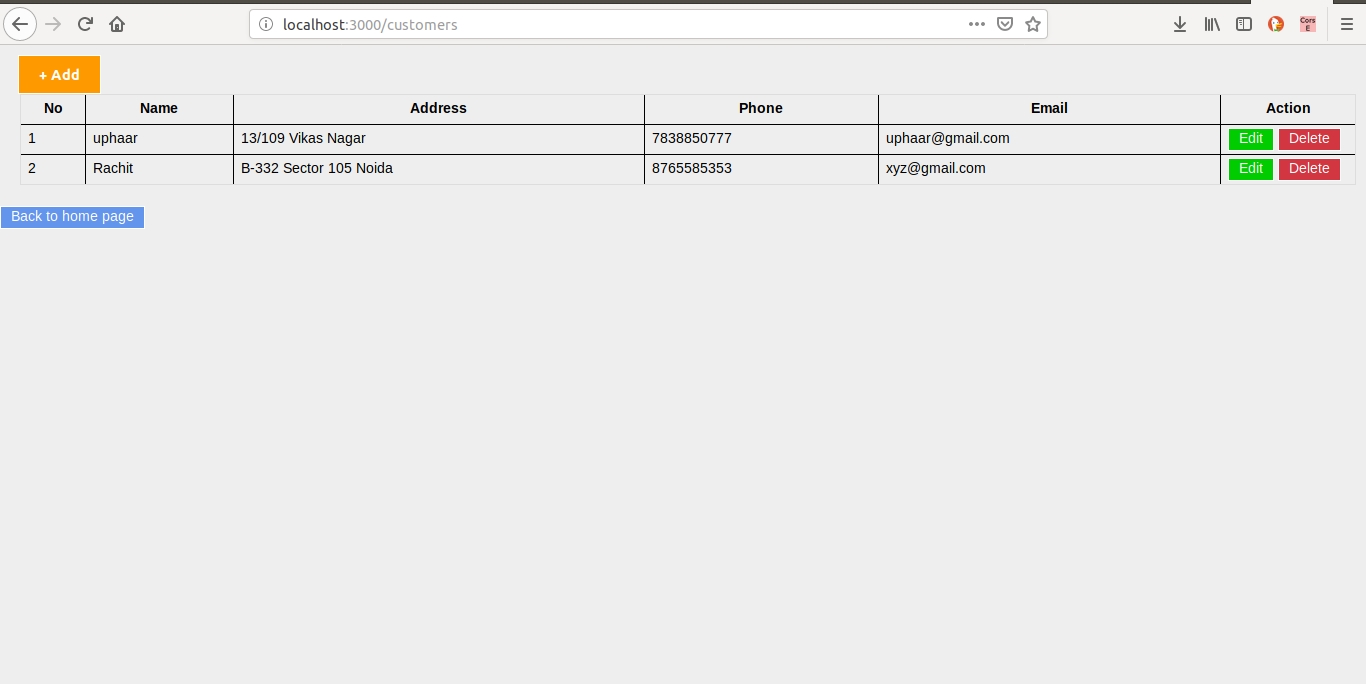 localhost:3000/customers
Cors E
+ Add
No Name Address Phone Email Action
1 uphaar 13/109 Vikas Nagar 7838850777 uphaar@gmail.com Edit Delete
2 Rachit B-332 Sector 105 Noida 8765585353 xyz@gmail.com Edit Delete
Back to home page